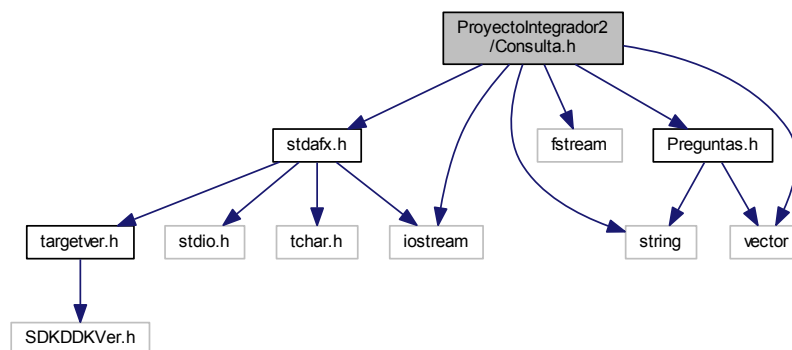 ProyectoIntegrador2
/Consulta.h
stdafx.h
fstream
Preguntas.h
targetver.h
stdio.h
tchar.h
iostream
string
vector
SDKDDKVer.h